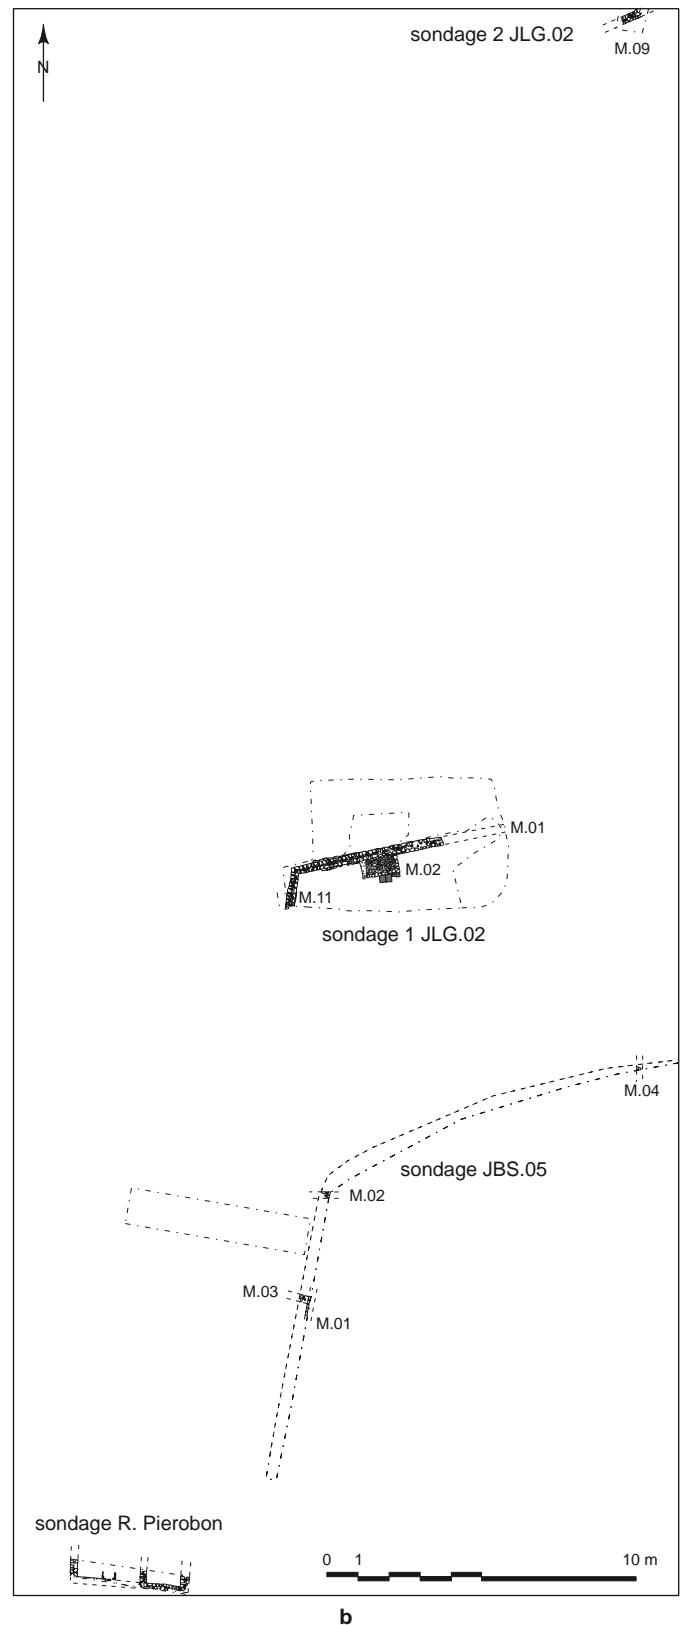 sondage 2 JLG.02
M.09
N
M.01
M.02
M.11
sondage 1 JLG.02
M.04
sondage JBS.05
M.02
M.03
M.01
sondage R. Pierobon
0 1 10 m
b